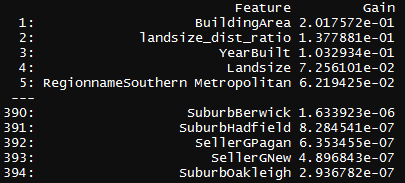 Feature Gain
1: BuildingArea 2.017572e-01
2: landsize_dist_ratio 1.377881e-01
3: YearBuilt 1.032934e-01
4: Landsize 7.256101e-02
5: RegionnameSouthern Metropolitan 6.219425e-02
---
390: SuburbBerwick 1.633923e-06
391: SuburbHadfield 8.284541e-07
392: SellerGPagan 6.353455e-07
393: SellerGNew 4.896843e-07
394: SuburbOakleigh 2.936782e-07